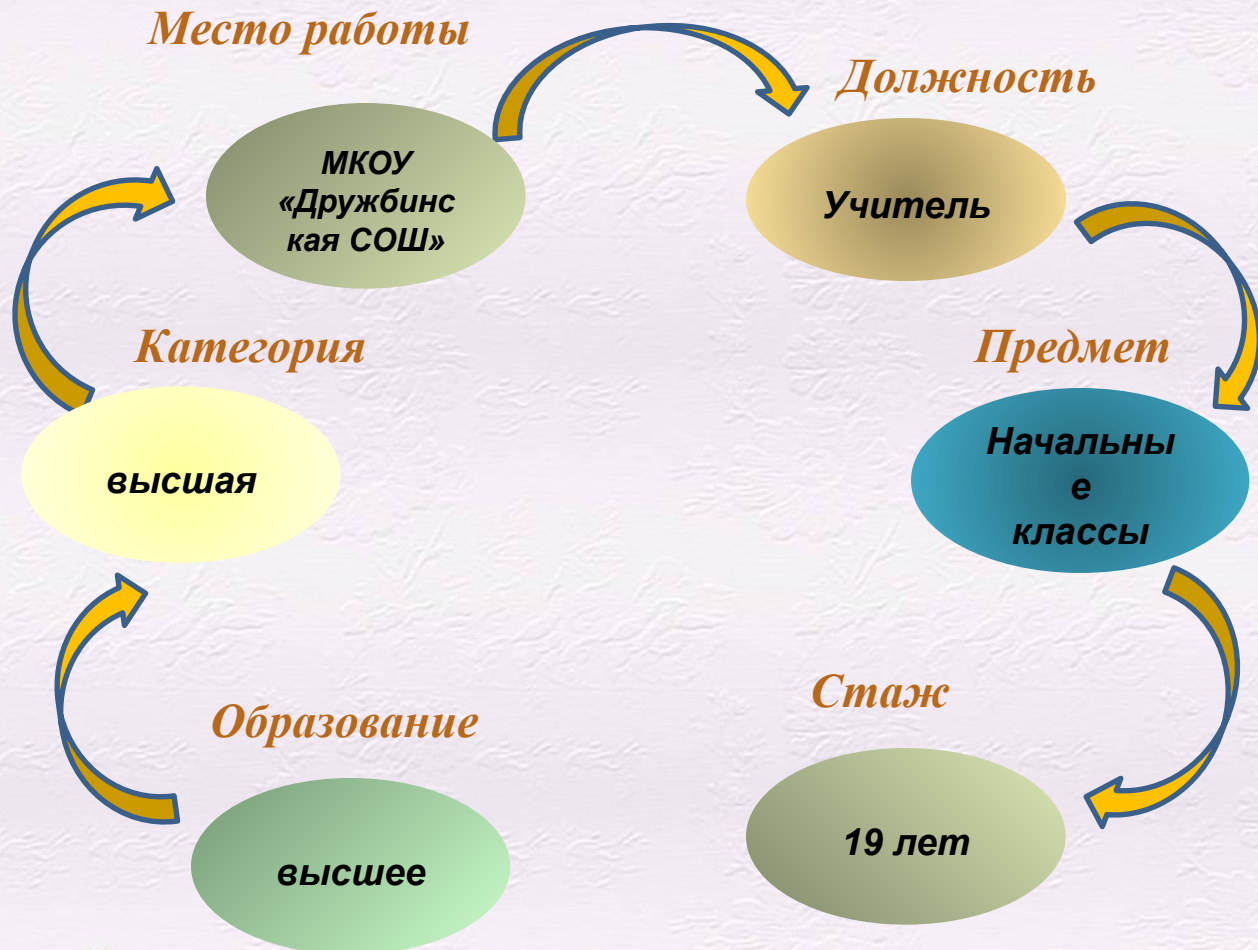 Место работы
Должность
МКОУ
«Дружбинс
кая СОШ»
Учитель
Категория
Предмет
высшая
Начальны
е
классы
Образование
Стаж
высшее
19 лет